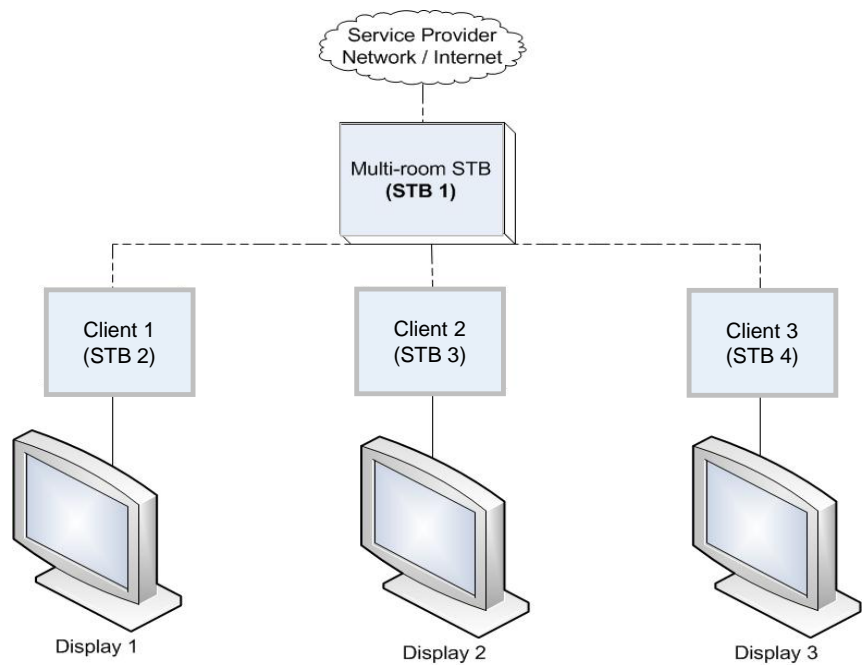 Service Provider
Network / Internet
Multi-room STB
(STB 1)
Client 1
(STB 2)
Client 2
(STB 3)
Client 3
(STB 4)
Display 1
Display 2
Display 3